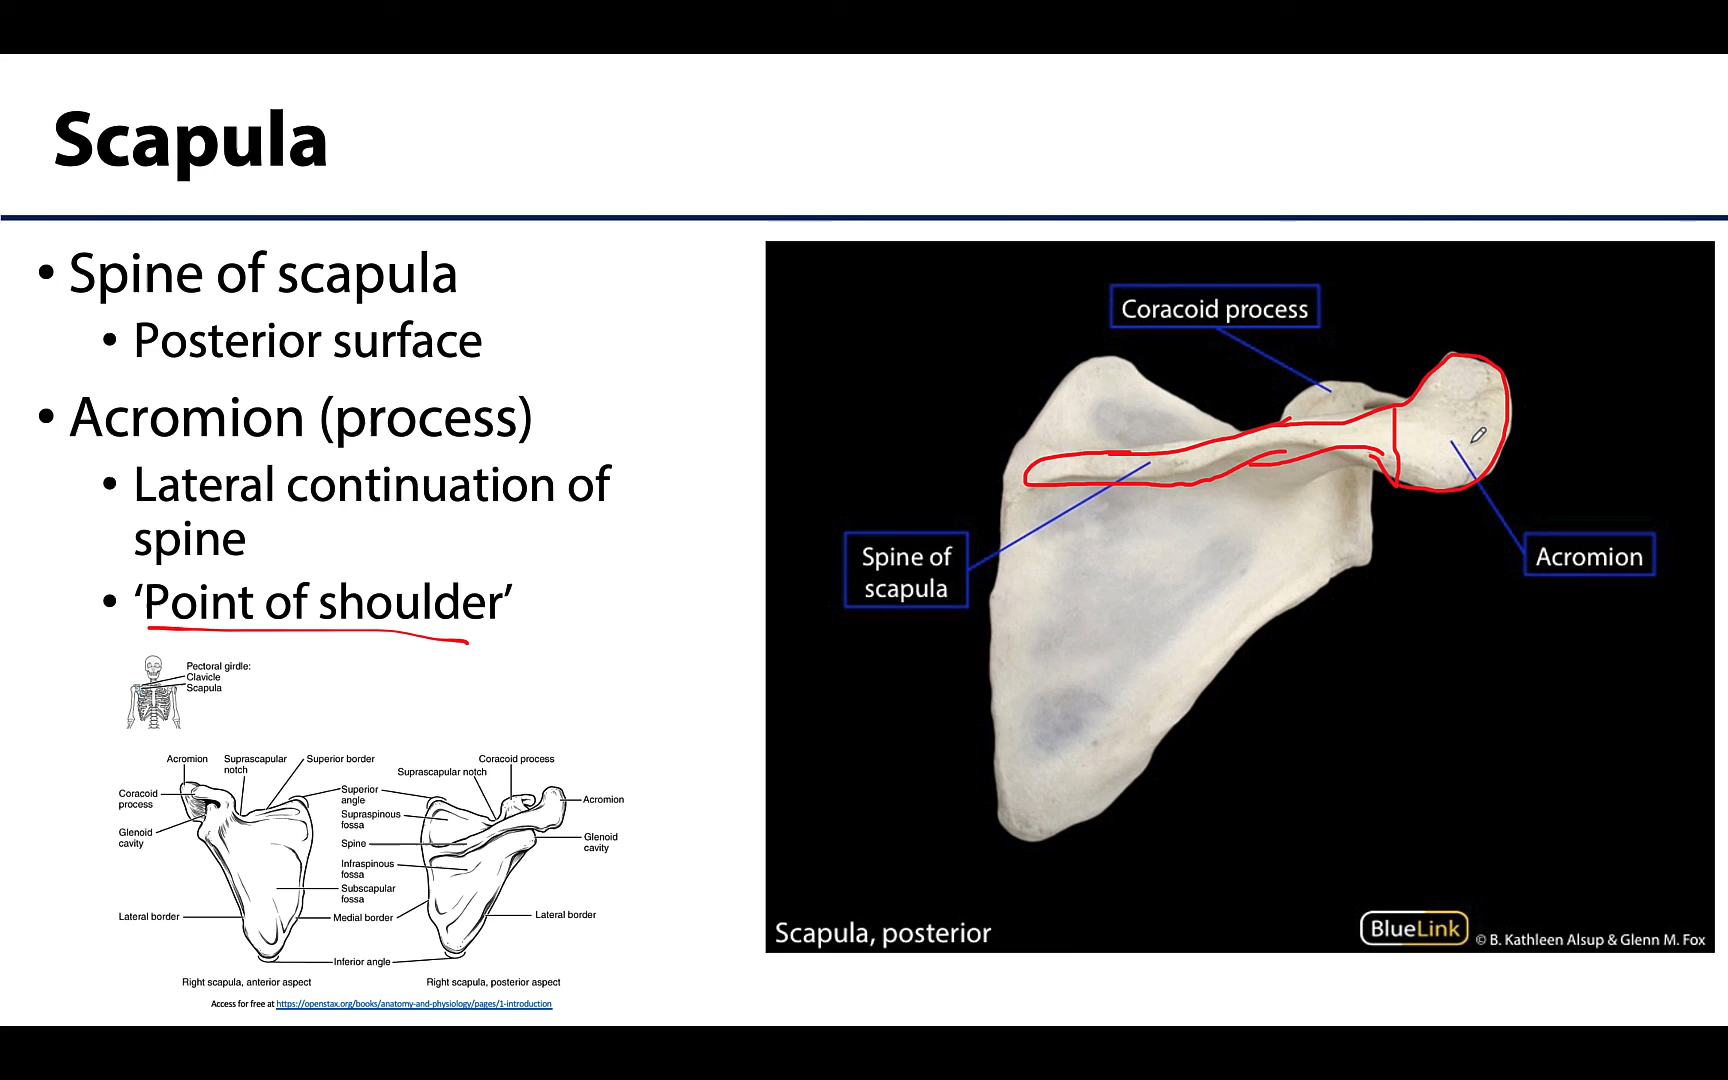 Scapula
• Spine of scapula
• Posterior surface
• Acromion (process)
• Lateral continuation of
spine
• ‘Point of shoulder’
Pectoral girdle:
Clavicle
Scapula
Acromion
Suprascapular
notch
Superior border
Coracoid
process
Glenoid
cavity
Lateral border
Superior
angle
Supraspinous
fossa
Spine
Infraspinous
fossa
Subscapular
fossa
Medial border
Inferior angle
Suprascapular notch
Coracoid process
Acromion
Glenoid
cavity
Lateral border
Right scapula, anterior aspect
Right scapula, posterior aspect
Access for free at https://openstax.org/books/anatomy-and-physiology/pages/1-introduction
Coracoid process
Spine of
scapula
Acromion
Scapula, posterior
BlueLink
© B. Kathleen Alsup & Glenn M. Fox